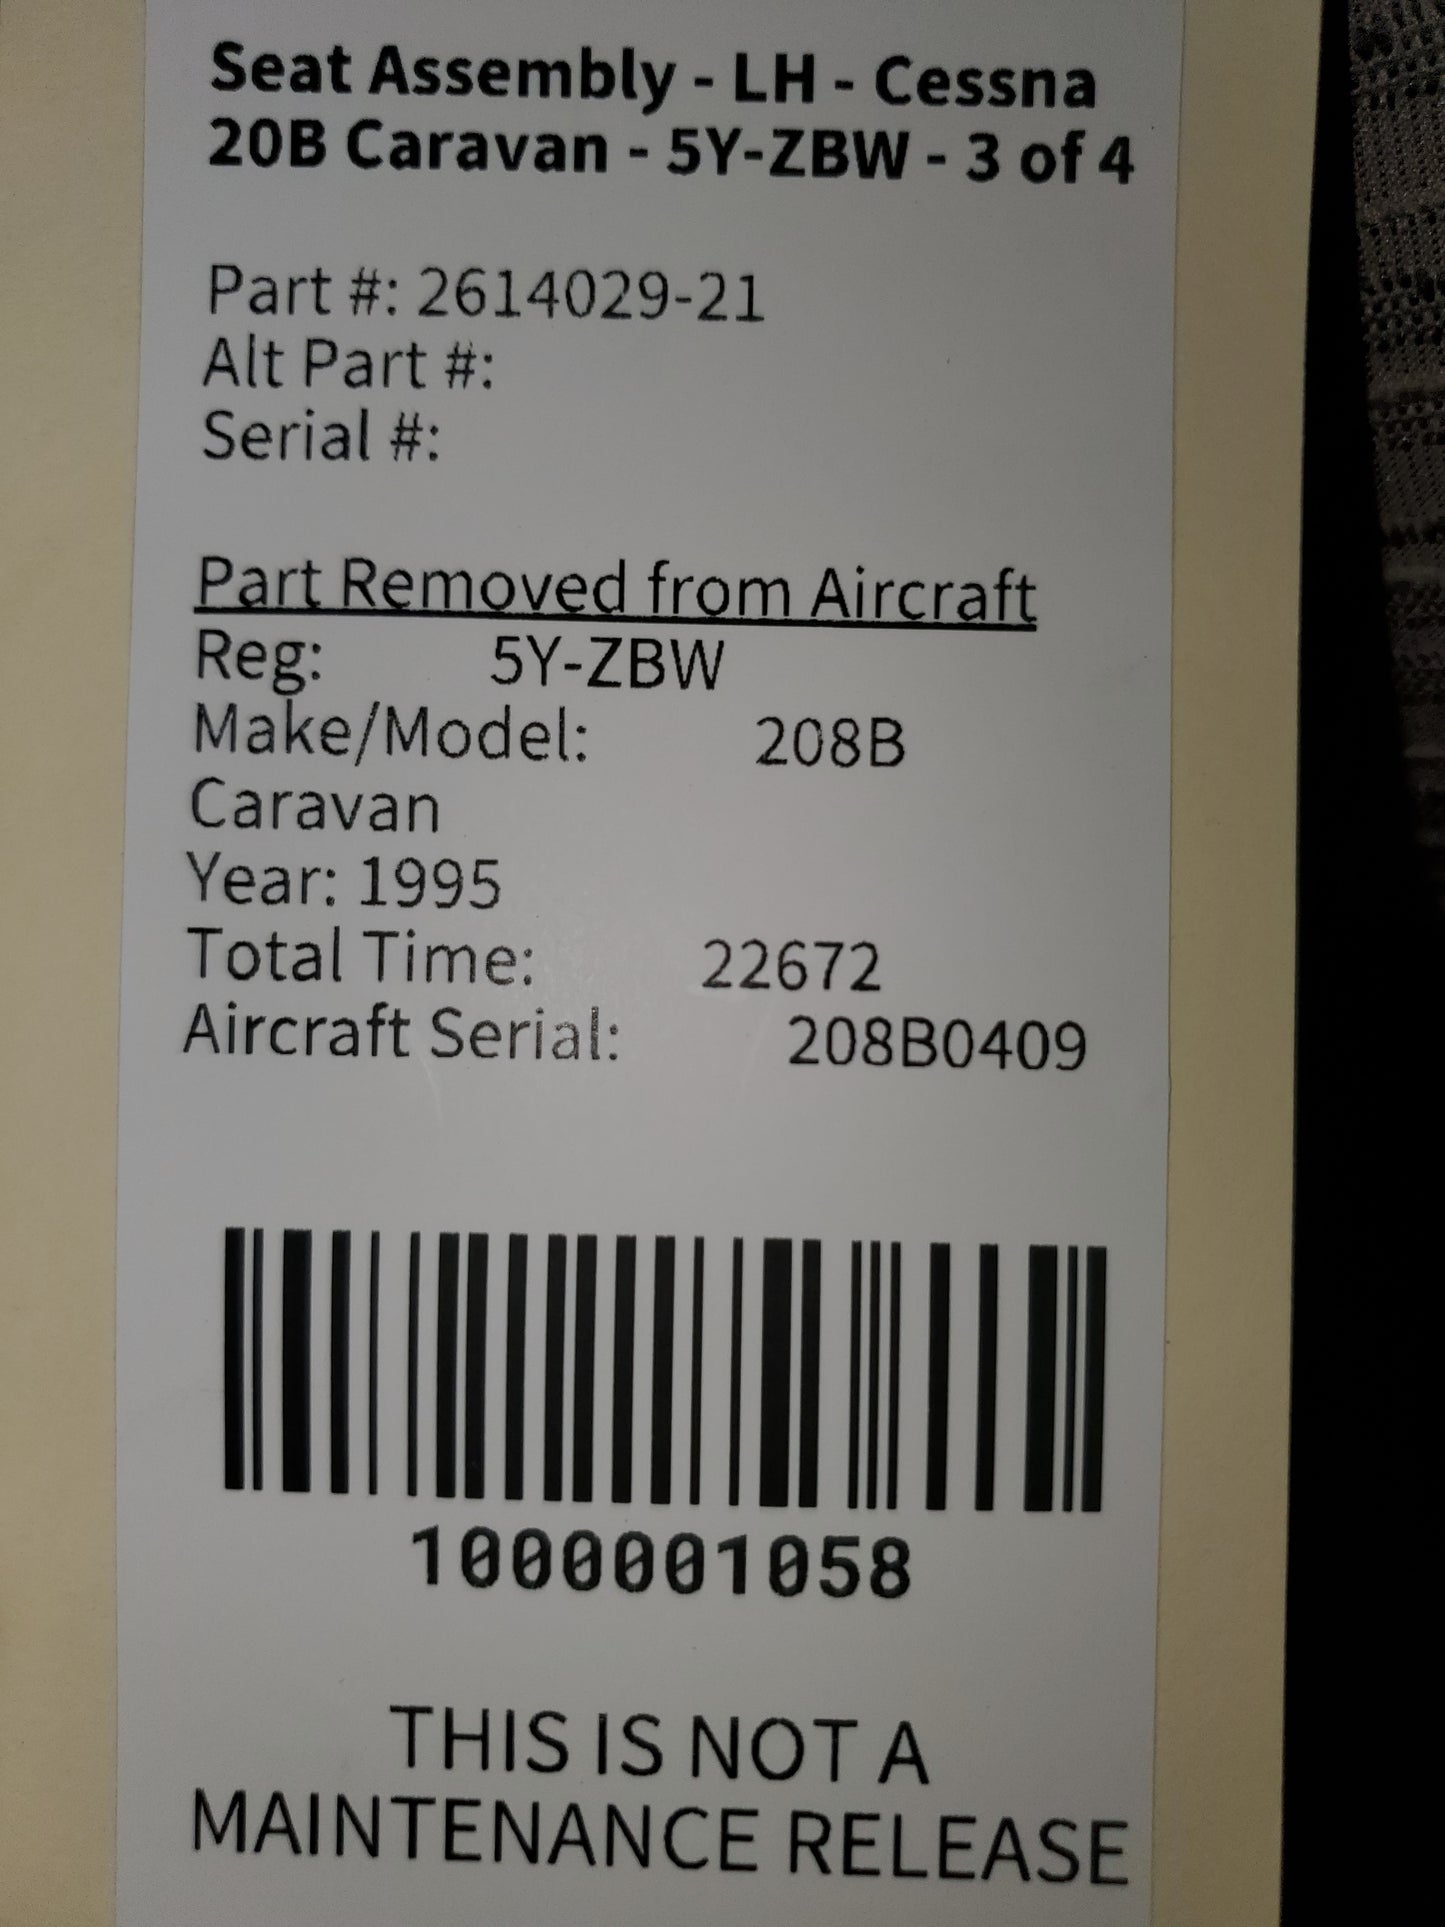 Seat Assembly - LH - Cessna
20B Caravan - 5Y-ZBW - 3 of 4
Part #: 2614029-21
Alt Part #:
Serial #:
Part Removed from Aircraft
Reg: 5Y-ZBW
Make/Model: 208B
Caravan
Year: 1995
Total Time: 22672
Aircraft Serial: 208B0409
1000001058
THIS IS NOT A
MAINTENANCE RELEASE